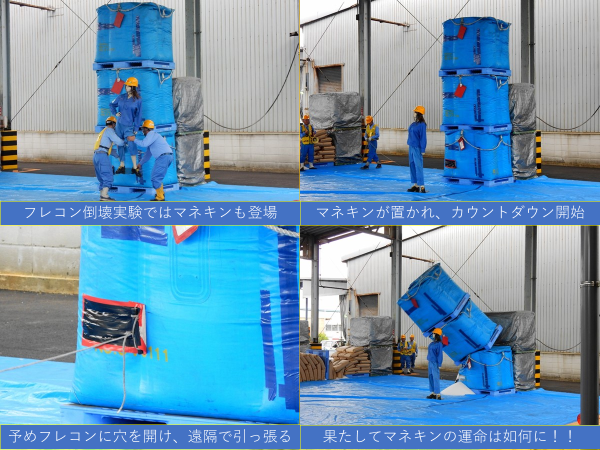 フレコン倒壊実験ではマネキンも登場
マネキンが置かれ、カウントダウン開始
予めフレコンに穴を開け、遠隔で引っ張る
果たしてマネキンの運命は如何に！！